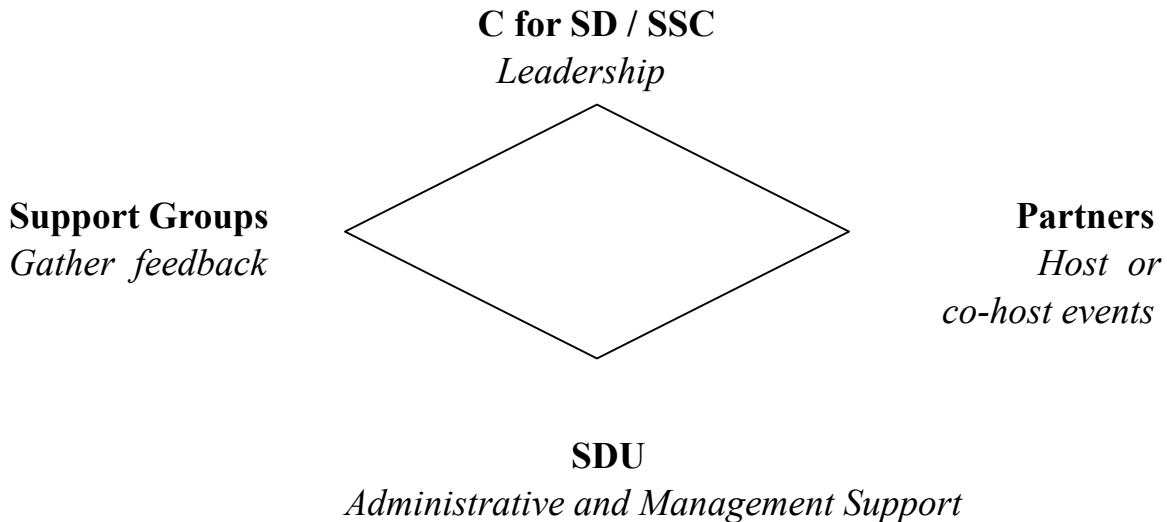 C for SD / SSC
Leadership
Support Groups
Gather feedback
Partners
Host or
co-host events
SDU
Administrative and Management Support